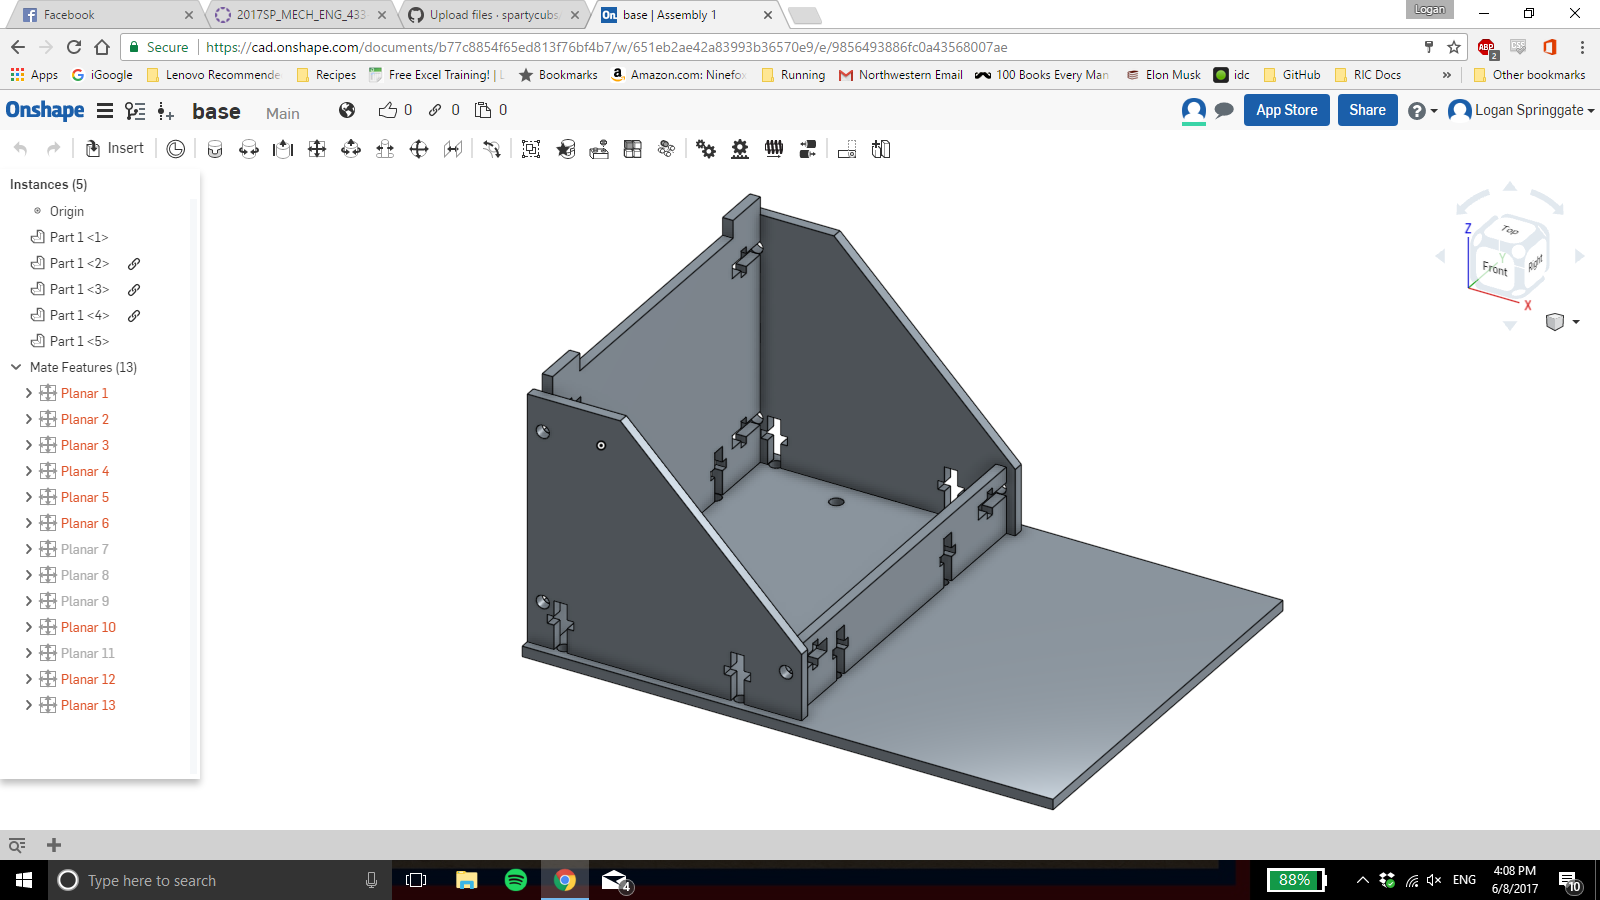 Logan
Facebook
2017SP_MECH_ENG_433-
Upload files · spartycubs/
On. base | Assembly 1
Secure https://cad.onshape.com/documents/b77c8854f65ed813f76bf4b7/w/651eb2ae42a83993b36570e9/e/9856493886fc0a43568007ae
ABP 2 CSS
Apps G iGoogle Lenovo Recommende Recipes Free Excel Training! | L Bookmarks a Amazon.com: Ninefox Running Northwestern Email 100 Books Every Man Elon Musk idc GitHub RIC Docs » Other bookmarks
Onshape base Main 0 0 0 App Store Share ? Logan Springgate
Insert
Instances (5)
Origin
Part 1 <1>
Part 1 <2>
Part 1 <3>
Part 1 <4>
Part 1 <5>
Mate Features (13)
Planar 1
Planar 2
Planar 3
Planar 4
Planar 5
Planar 6
Planar 7
Planar 8
Planar 9
Planar 10
Planar 11
Planar 12
Planar 13
Z
Top
Y
Front
Right
X
Type here to search
4
88%
ENG
4:08 PM
6/8/2017
10